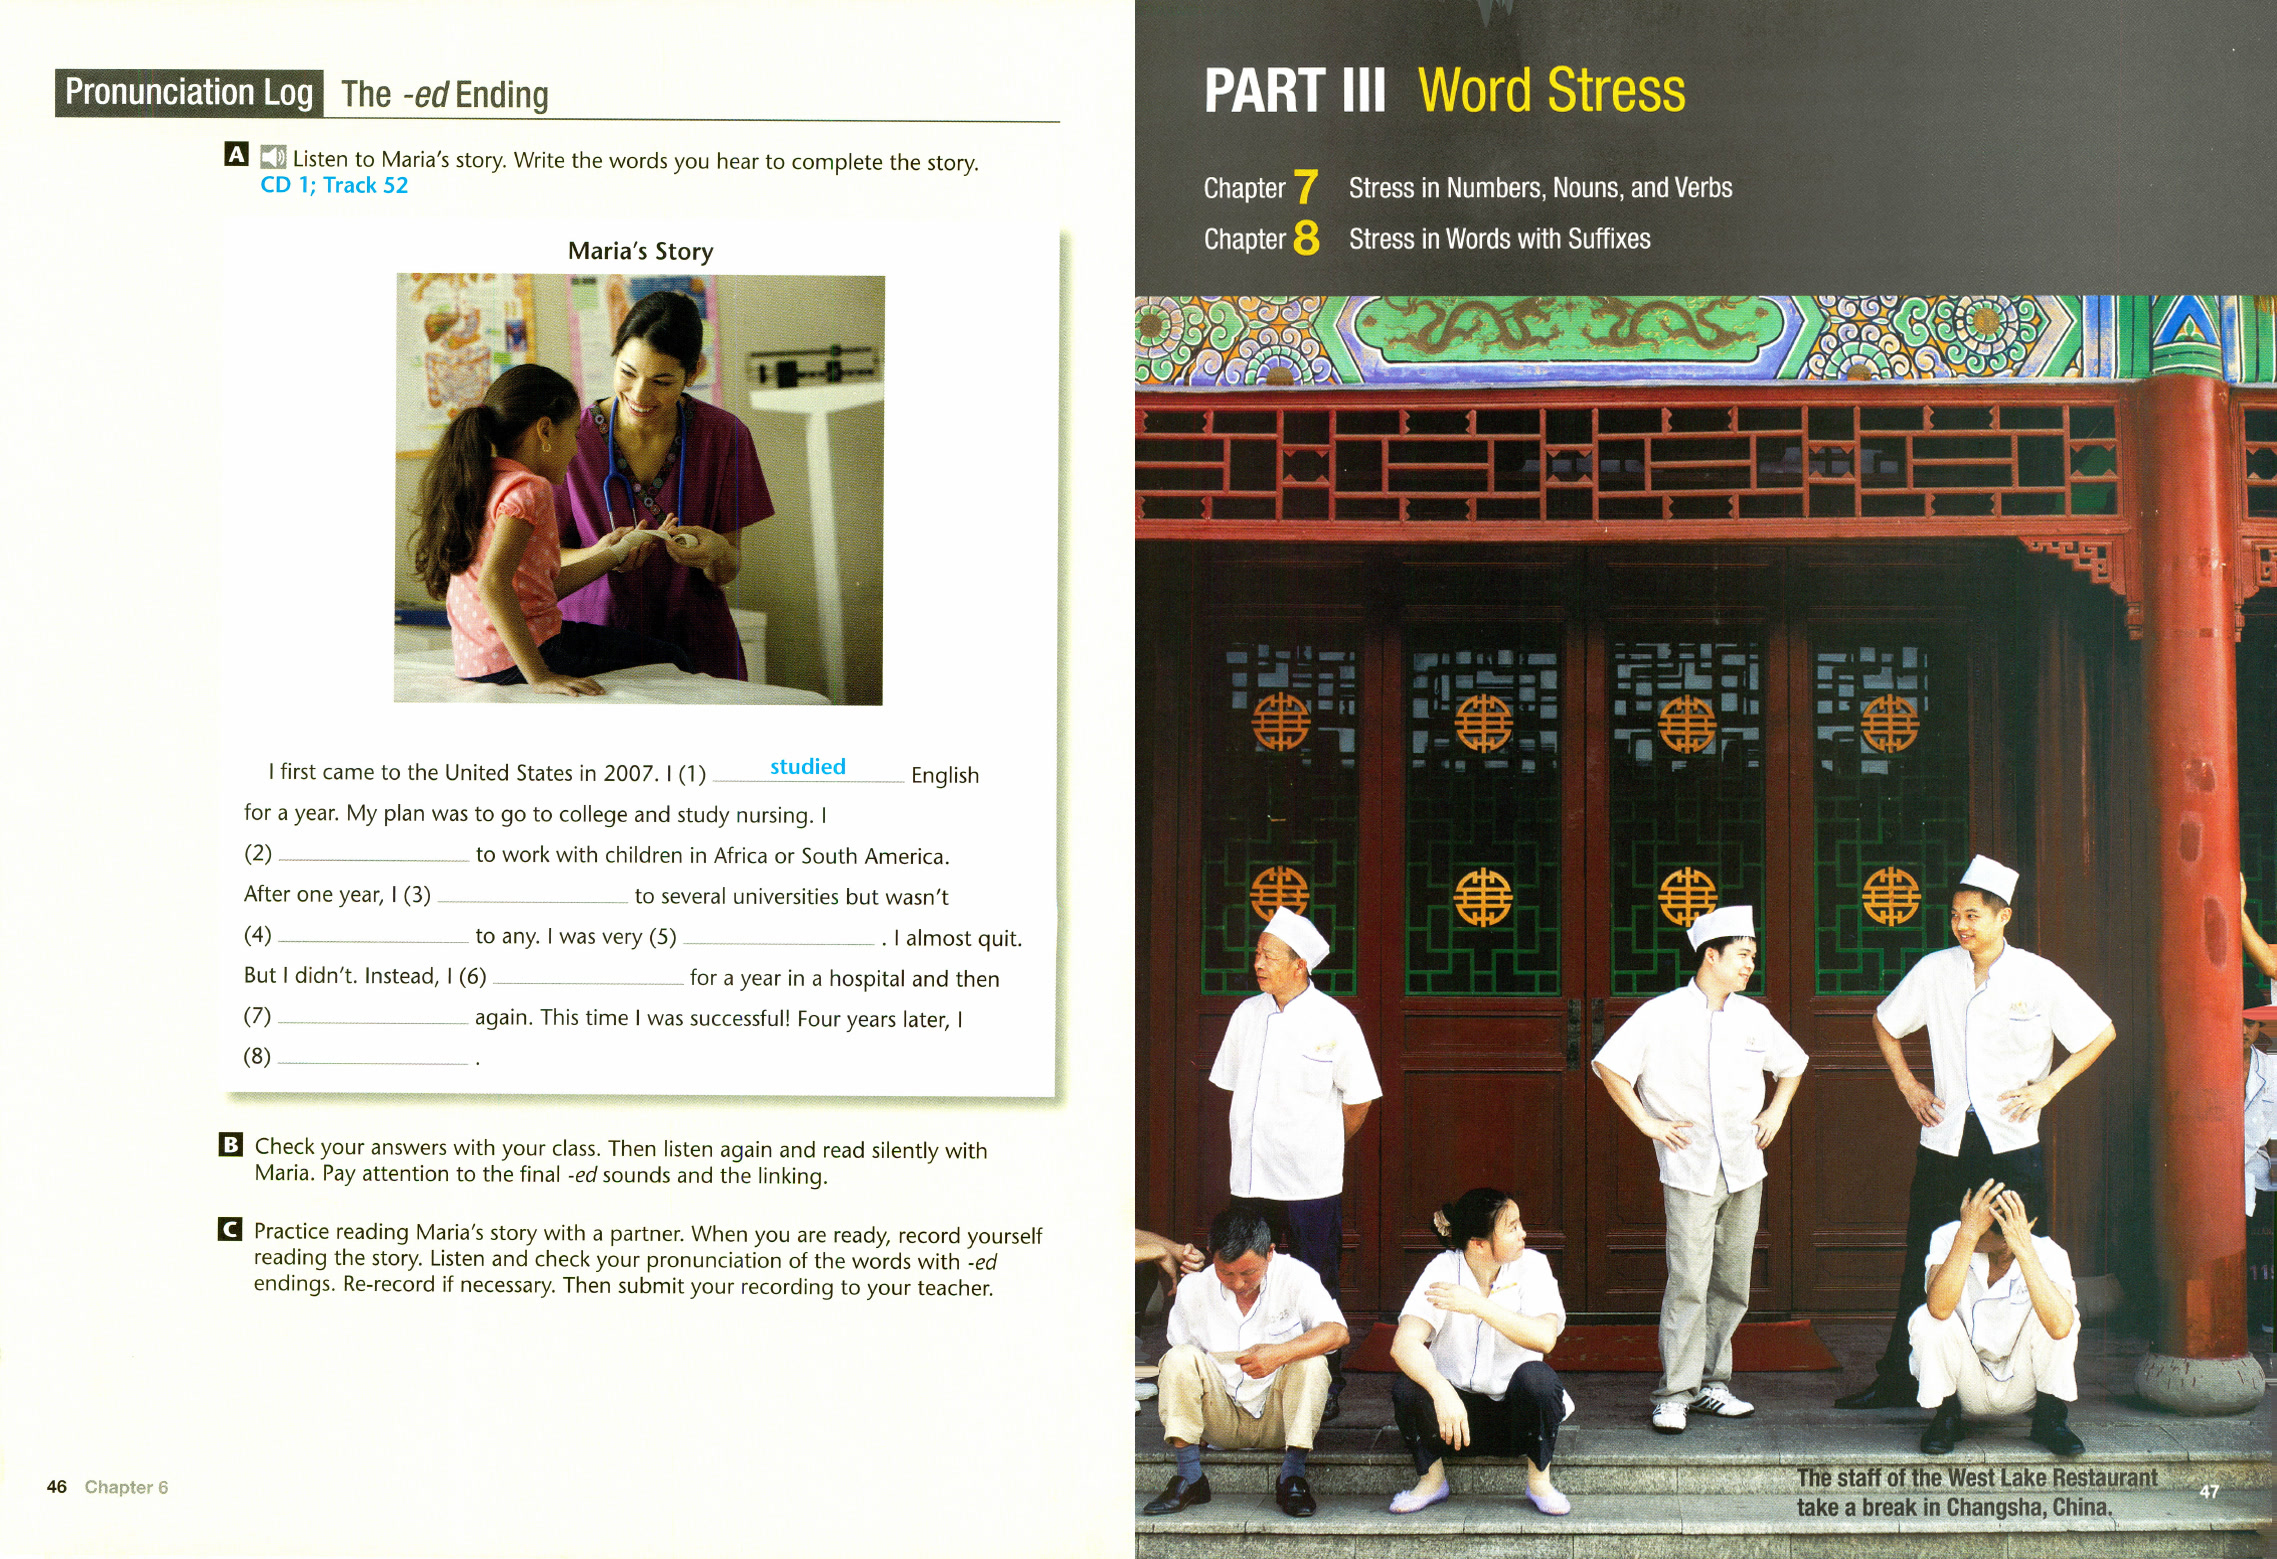 Pronunciation Log The -ed Ending
A Listen to Maria's story. Write the words you hear to complete the story.
CD 1; Track 52
Maria's Story
I first came to the United States in 2007. I (1) studied English
for a year. My plan was to go to college and study nursing. I
(2) ____________ to work with children in Africa or South America.
After one year, I (3) ____________ to several universities but wasn't
(4) ____________ to any. I was very (5) ____________ . I almost quit.
But I didn't. Instead, I (6) ____________ for a year in a hospital and then
(7) ____________ again. This time I was successful! Four years later, I
(8) ____________ .
B Check your answers with your class. Then listen again and read silently with
Maria. Pay attention to the final -ed sounds and the linking.
C Practice reading Maria's story with a partner. When you are ready, record yourself
reading the story. Listen and check your pronunciation of the words with -ed
endings. Re-record if necessary. Then submit your recording to your teacher.
46 Chapter 6
PART III Word Stress
Chapter 7 Stress in Numbers, Nouns, and Verbs
Chapter 8 Stress in Words with Suffixes
The staff of the West Lake Restaurant
take a break in Changsha, China.
47